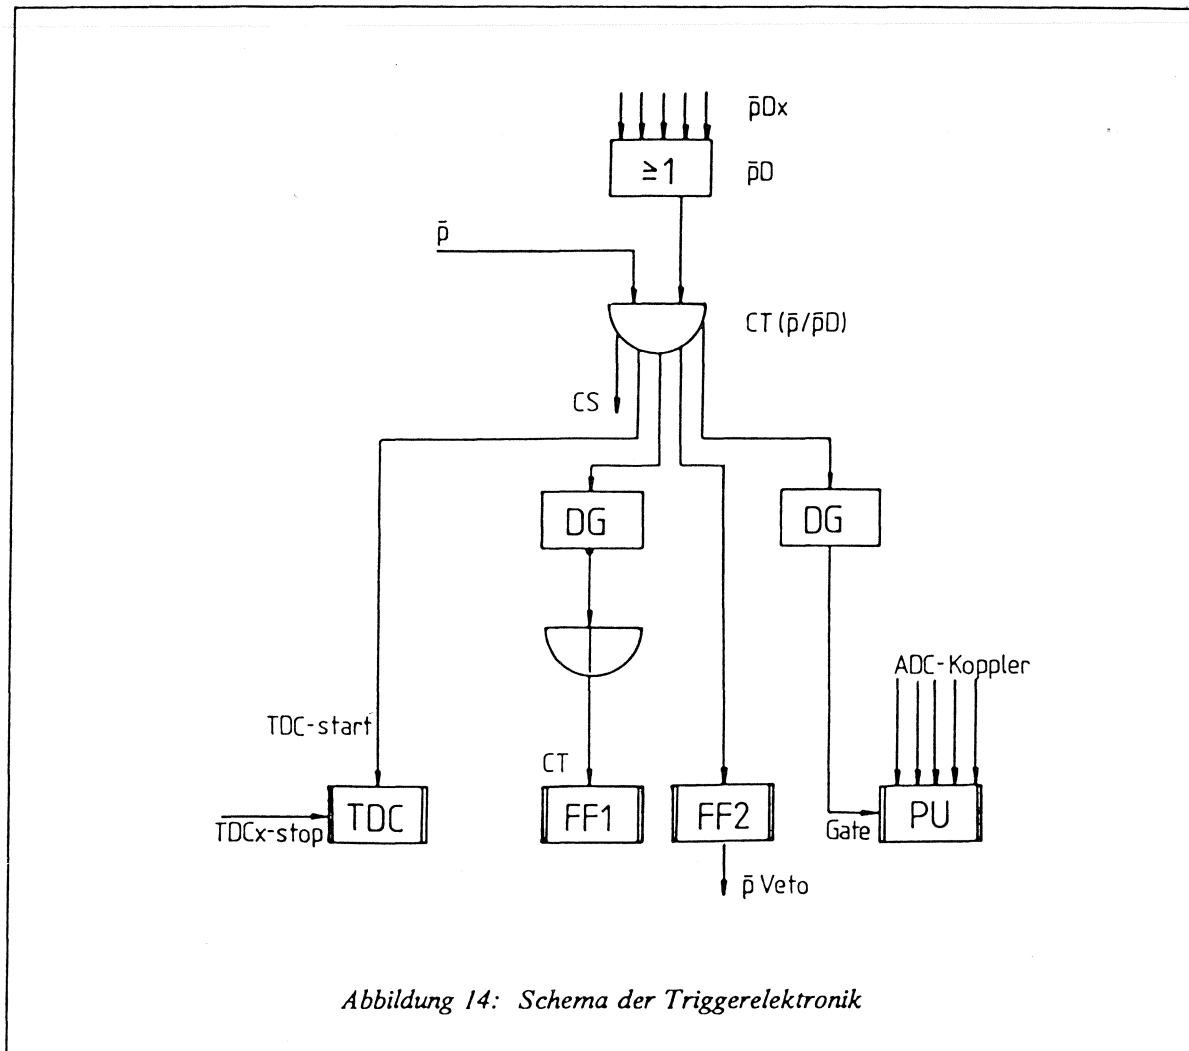 p̄Dx
≥1
p̄D
p̄
CT (p̄/p̄D)
CS
DG
DG
ADC-Koppler
TDC-start
CT
TDC
FF1
FF2
PU
TDCx-stop
Gate
p̄ Veto
Abbildung 14: Schema der Triggerelektronik